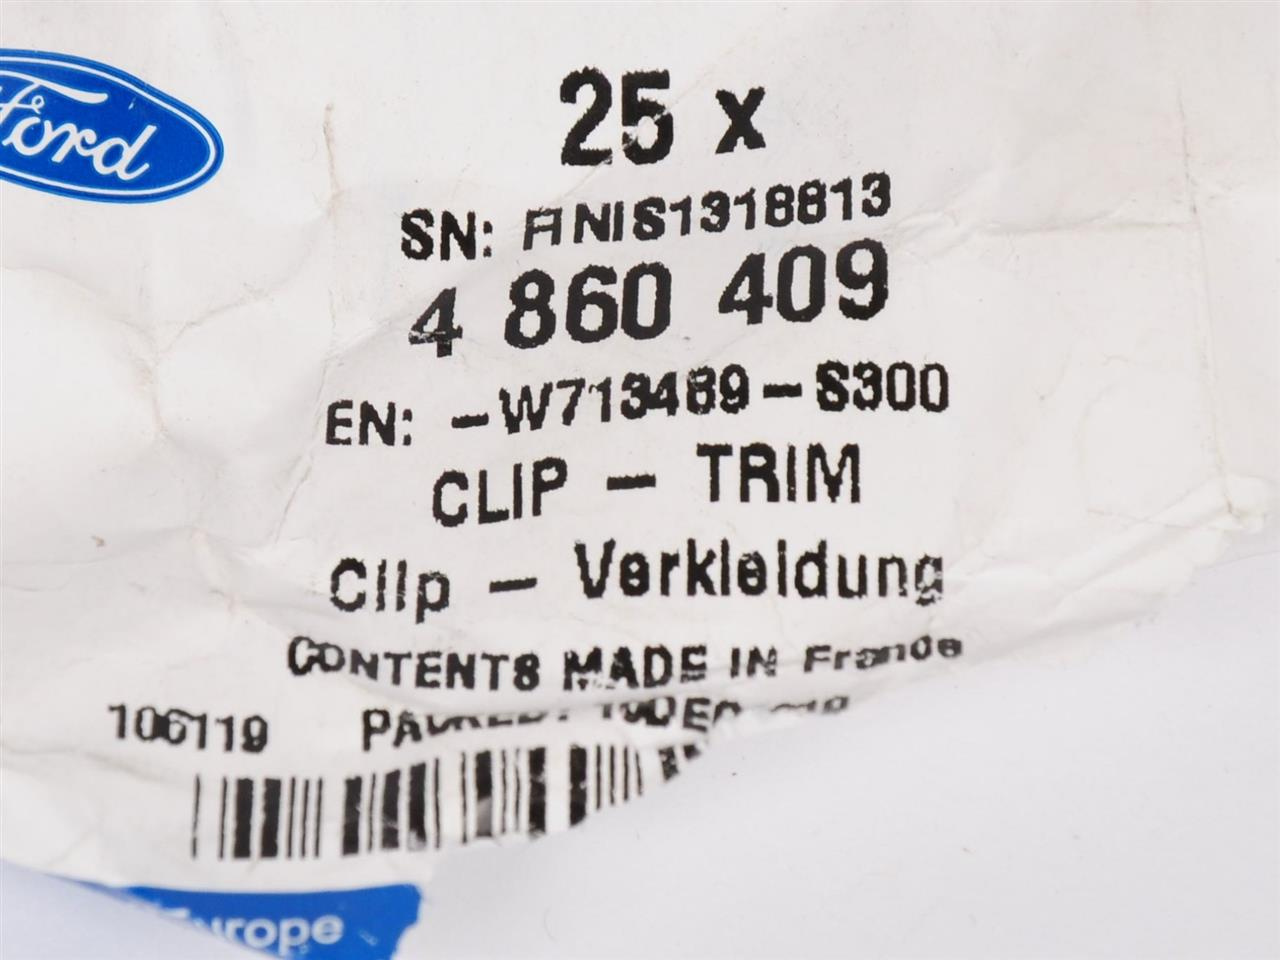 Ford
25 x
SN: FINIS1318813
4 860 409
EN: -W713489-S300
CLIP - TRIM
Clip - Verkleidung
CONTENTS MADE IN France
106119 PACKED:
Europe